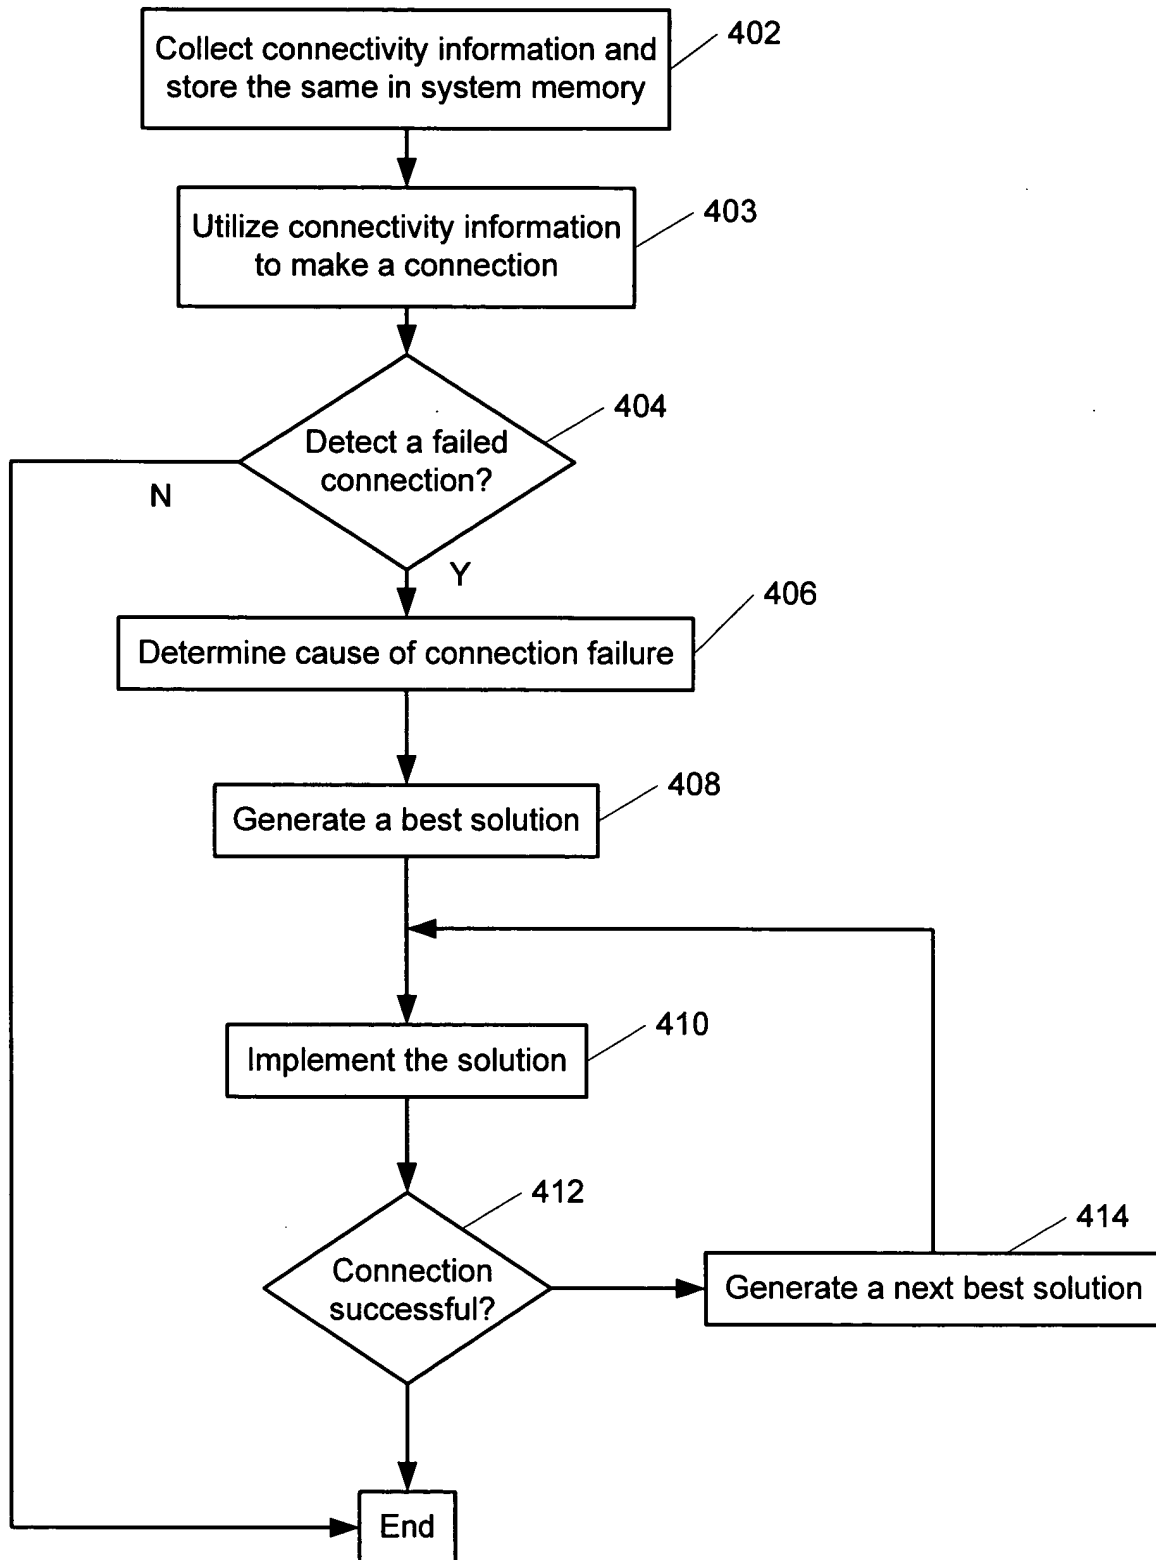 Collect connectivity information and
store the same in system memory
402
Utilize connectivity information
to make a connection
403
Detect a failed
connection?
404
N
Y
Determine cause of connection failure
406
Generate a best solution
408
Implement the solution
410
Connection
successful?
412
Generate a next best solution
414
End